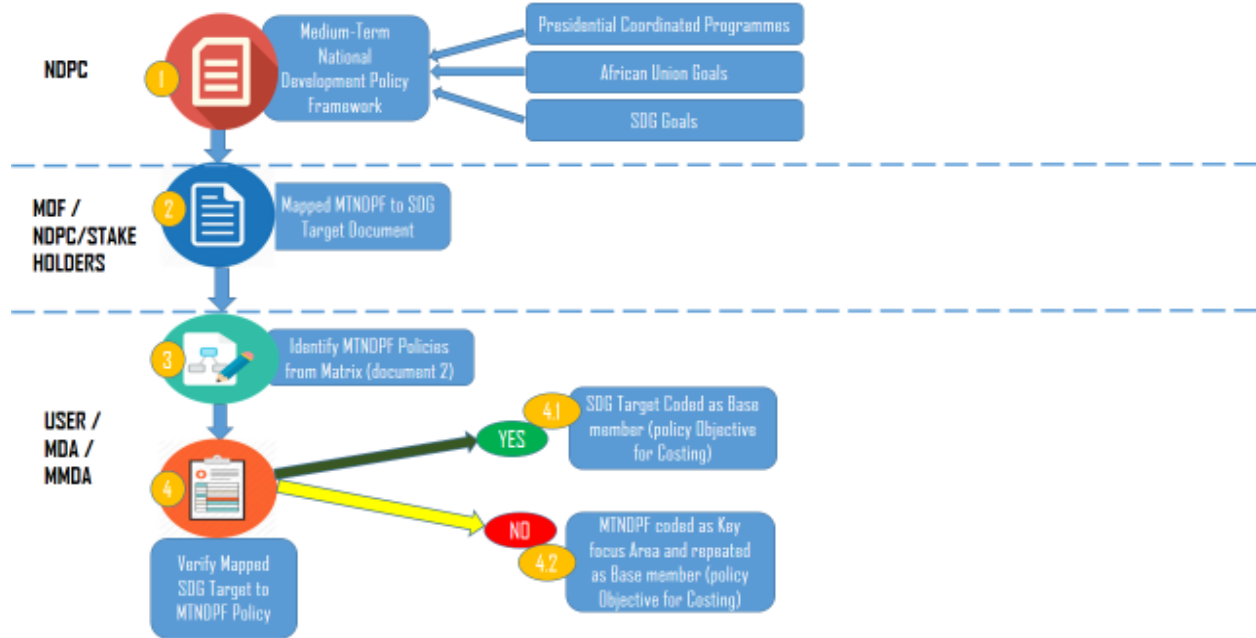 NDPC
1
Medium-Term
National
Development Policy
Framework
Presidential Coordinated Programmes
African Union Goals
SDG Goals
MOF /
NDPC/STAKE
HOLDERS
2
Mapped MTNDPF to SDG
Target Document
USER /
MDA /
MMDA
3
Identify MTNDPF Policies
from Matrix (document 2)
4
Verify Mapped
SDG Target to
MTNDPF Policy
YES
4.1
SDG Target Coded as Base
member (policy Objective
for Costing)
NO
4.2
MTNDPF coded as Key
focus Area and repeated
as Base member (policy
Objective for Costing)